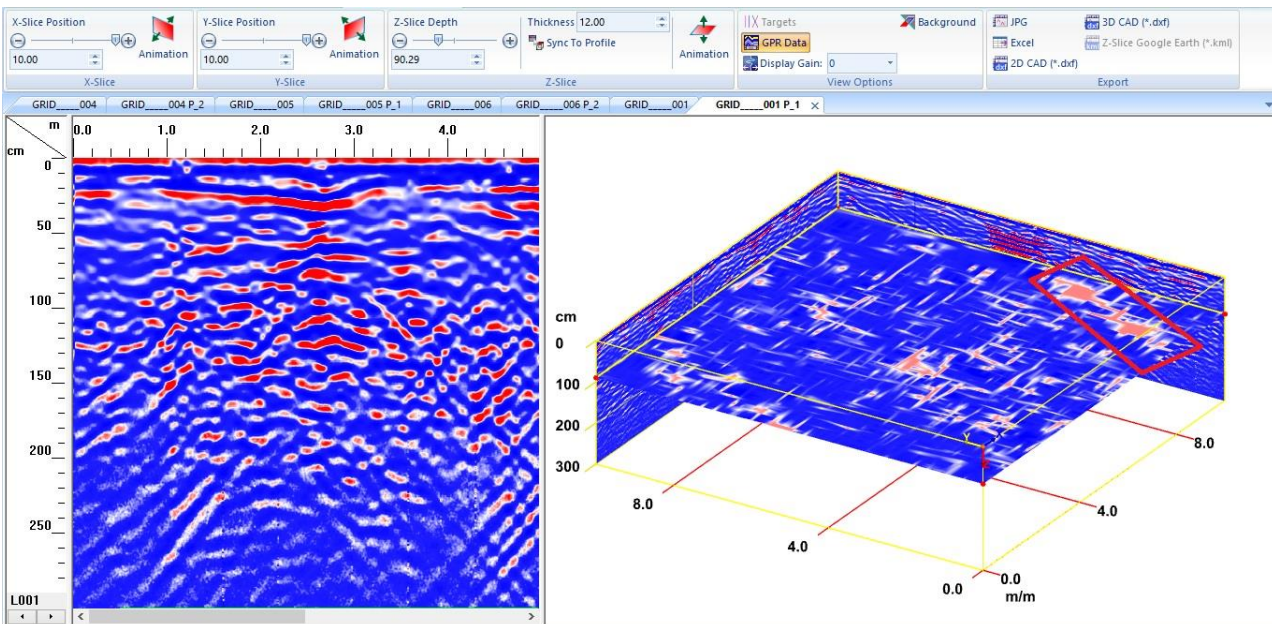 X-Slice Position
10.00
Animation
X-Slice
Y-Slice Position
10.00
Animation
Y-Slice
Z-Slice Depth
90.29
Thickness 12.00
Sync To Profile
Animation
Z-Slice
Targets
GPR Data
Display Gain: 0
Background
View Options
JPG
Excel
2D CAD (*.dxf)
3D CAD (*.dxf)
Z-Slice Google Earth (*.kml)
Export
GRID_____004 GRID____004 P_2 GRID_____005 GRID____005 P_1 GRID_____006 GRID____006 P_2 GRID_____001 GRID____001 P_1
m
cm
0.0 1.0 2.0 3.0 4.0
0
50
100
150
200
250
L001
cm
0
100
200
300
8.0
4.0
0.0
Y
8.0
4.0
0.0
m/m